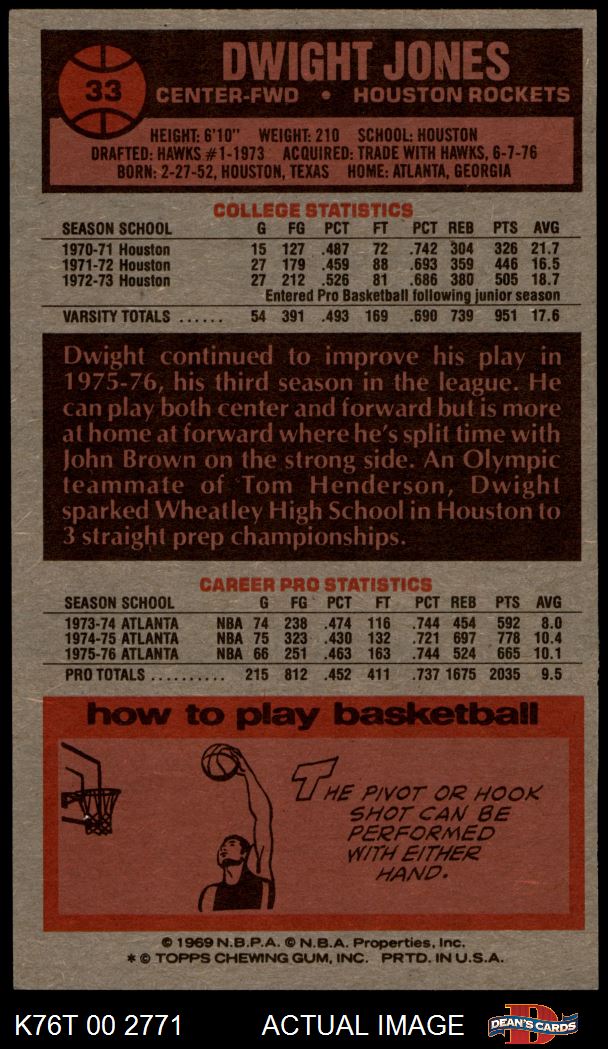 33
DWIGHT JONES
CENTER-FWD • HOUSTON ROCKETS
HEIGHT: 6'10" WEIGHT: 210 SCHOOL: HOUSTON
DRAFTED: HAWKS #1-1973 ACQUIRED: TRADE WITH HAWKS, 6-7-76
BORN: 2-27-52, HOUSTON, TEXAS HOME: ATLANTA, GEORGIA
COLLEGE STATISTICS
SEASON SCHOOL G FG PCT FT PCT REB PTS AVG
1970-71 Houston 15 127 .487 72 .742 304 326 21.7
1971-72 Houston 27 179 .459 88 .693 359 446 16.5
1972-73 Houston 27 212 .526 81 .686 380 505 18.7
Entered Pro Basketball following junior season
VARSITY TOTALS ...... 54 391 .493 169 .690 739 951 17.6
Dwight continued to improve his play in
1975-76, his third season in the league. He
can play both center and forward but is more
at home at forward where he's split time with
John Brown on the strong side. An Olympic
teammate of Tom Henderson, Dwight
sparked Wheatley High School in Houston to
3 straight prep championships.
CAREER PRO STATISTICS
SEASON SCHOOL G FG PCT FT PCT REB PTS AVG
1973-74 ATLANTA NBA 74 238 .474 116 .744 454 592 8.0
1974-75 ATLANTA NBA 75 323 .430 132 .721 697 778 10.4
1975-76 ATLANTA NBA 66 251 .463 163 .744 524 665 10.1
PRO TOTALS .......... 215 812 .452 411 .737 1675 2035 9.5
how to play basketball
THE PIVOT OR HOOK
SHOT CAN BE
PERFORMED
WITH EITHER
HAND.
© 1969 N.B.P.A. © N.B.A. Properties, Inc.
* © TOPPS CHEWING GUM, INC. PRTD. IN U.S.A.
K76T 00 2771 ACTUAL IMAGE
D
DEAN'S CARDS